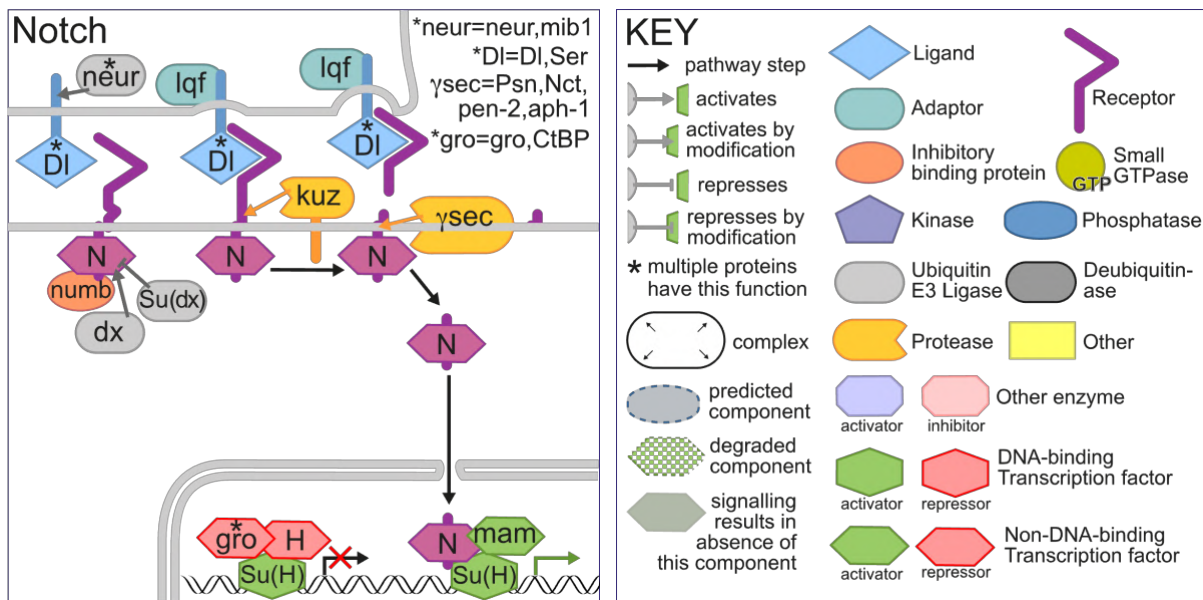 Notch
*neur=neur,mib1
*Dl=Dl,Ser
γsec=Psn,Nct,
pen-2,aph-1
*gro=gro,CtBP
*
neur
lqf
lqf
*
Dl
*
Dl
*
Dl
kuz
γsec
N
N
N
numb
Su(dx)
dx
N
*
gro
H
Su(H)
N
mam
Su(H)
KEY
pathway step
activates
activates by
modification
represses
represses by
modification
* multiple proteins
have this function
complex
predicted
component
degraded
component
signalling
results in
absence of
this component
Ligand
Receptor
Adaptor
Inhibitory
binding protein
GTP
Small
GTPase
Kinase
Phosphatase
Ubiquitin
E3 Ligase
Deubiquitin-
ase
Protease
Other
Other enzyme
activator
inhibitor
DNA-binding
Transcription factor
activator
repressor
Non-DNA-binding
Transcription factor
activator
repressor